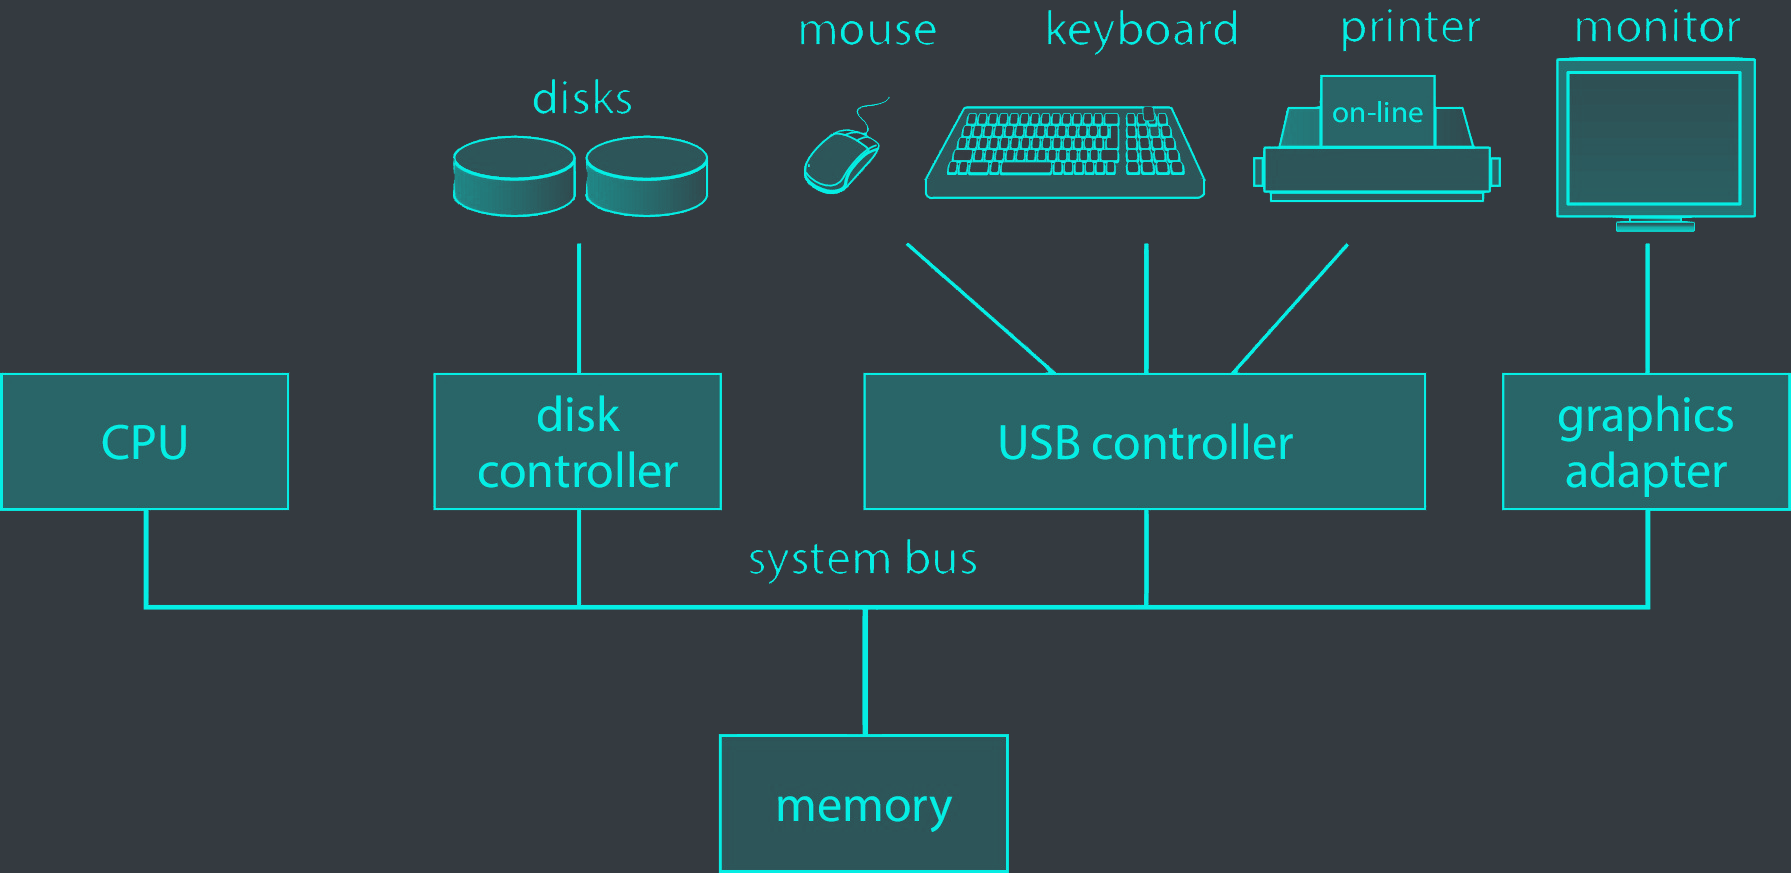 mouse
keyboard
printer
monitor
disks
on-line
CPU
disk
controller
USB controller
graphics
adapter
system bus
memory